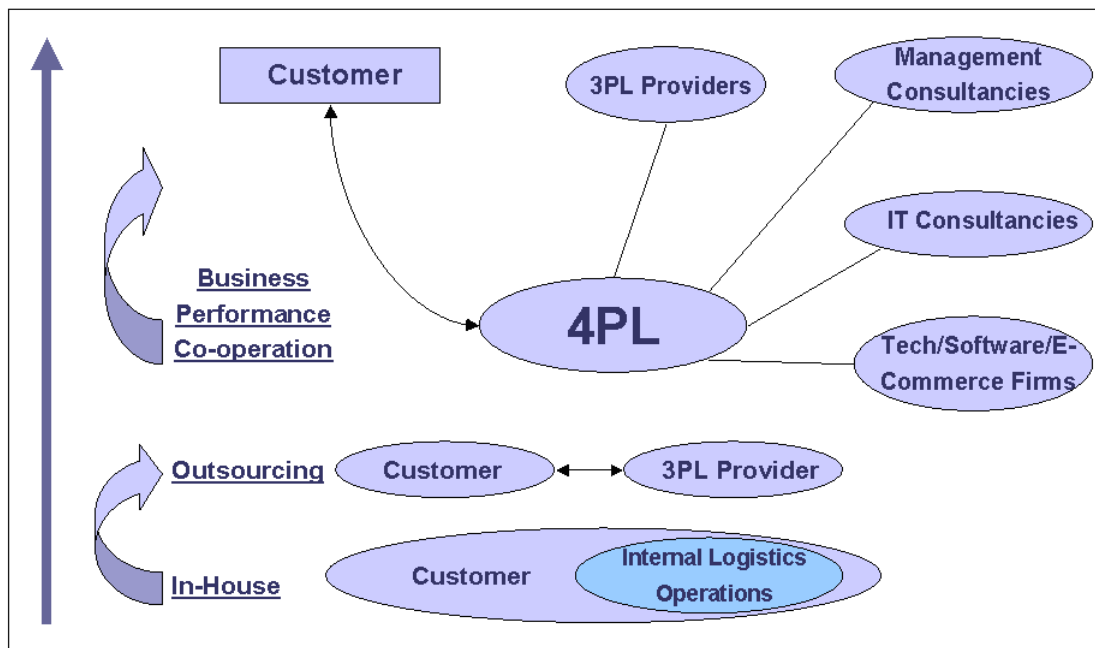 Customer
3PL Providers
Management
Consultancies
IT Consultancies
Business
Performance
Co-operation
4PL
Tech/Software/E-
Commerce Firms
Outsourcing
Customer
3PL Provider
In-House
Customer
Internal Logistics
Operations